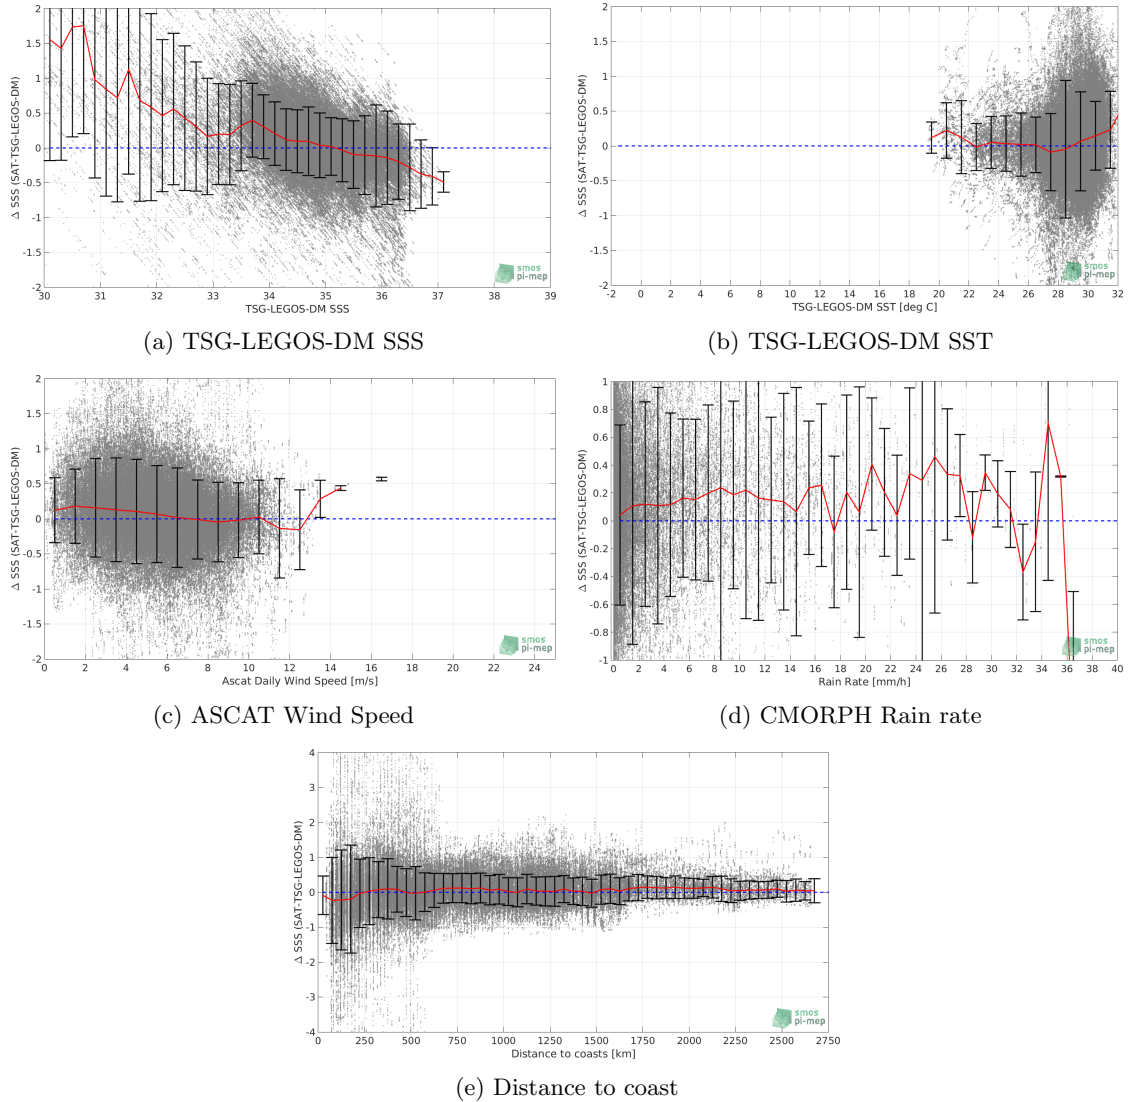 2
1.5
1
0.5
0
-0.5
-1
-1.5
-2
Δ SSS (SAT-TSG-LEGOS-DM)
30 31 32 33 34 35 36 37 38 39
TSG-LEGOS-DM SSS
smos
pi-mep
(a) TSG-LEGOS-DM SSS
2
1.5
1
0.5
0
-0.5
-1
-1.5
-2
Δ SSS (SAT-TSG-LEGOS-DM)
-2 0 2 4 6 8 10 12 14 16 18 20 22 24 26 28 30 32
TSG-LEGOS-DM SST [deg C]
smos
pi-mep
(b) TSG-LEGOS-DM SST
2
1.5
1
0.5
0
-0.5
-1
-1.5
-2
Δ SSS (SAT-TSG-LEGOS-DM)
0 2 4 6 8 10 12 14 16 18 20 22 24
Ascat Daily Wind Speed [m/s]
smos
pi-mep
(c) ASCAT Wind Speed
1
0.8
0.6
0.4
0.2
0
-0.2
-0.4
-0.6
-0.8
-1
Δ SSS (SAT-TSG-LEGOS-DM)
0 2 4 6 8 10 12 14 16 18 20 22 24 26 28 30 32 34 36 38 40
Rain Rate [mm/h]
smos
pi-mep
(d) CMORPH Rain rate
4
3
2
1
0
-1
-2
-3
-4
Δ SSS (SAT-TSG-LEGOS-DM)
0 250 500 750 1000 1250 1500 1750 2000 2250 2500 2750
Distance to coasts [km]
smos
pi-mep
(e) Distance to coast